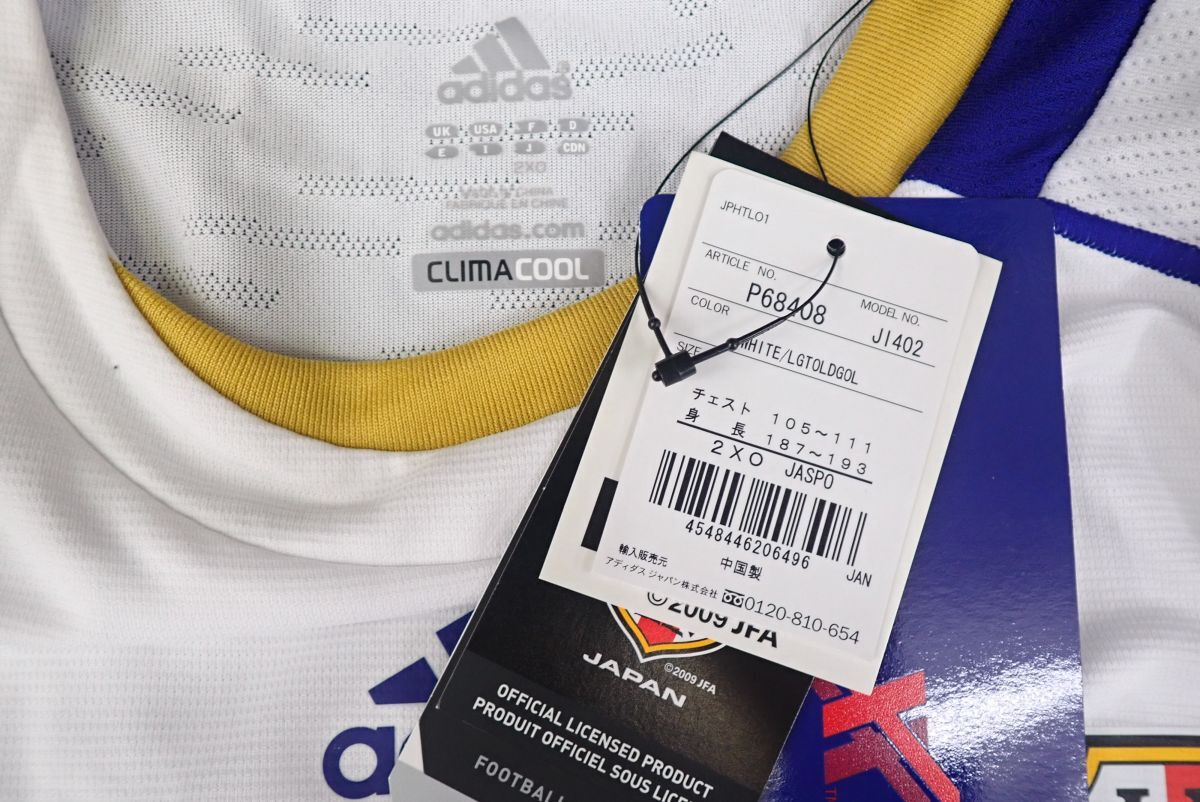 adidas
UK USA F D
E I J CDN
2XO
MADE IN CHINA
FABRIQUE EN CHINE
adidas.com
CLIMACOOL
JPHTL01
ARTICLE NO.
MODEL NO.
P68408
JI402
COLOR
WHITE/LGTOLDGOL
SIZE
チェスト 105~111
身 長 187~193
2XO JASPO
4548446206496
JAN
輸入販売元
中国製
アディダス ジャパン株式会社
0120-810-654
©2009 JFA
©2009 JFA
JAPAN
OFFICIAL LICENSED PRODUCT
PRODUIT OFFICIEL SOUS
FOOTBALL